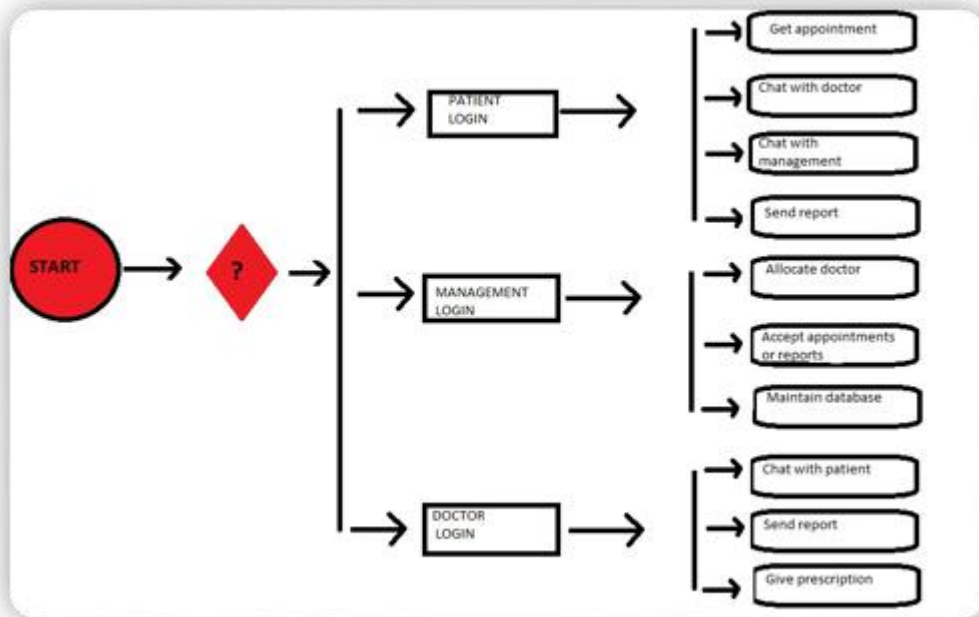 START
?
PATIENT
LOGIN
Get appointment
Chat with doctor
Chat with
management
Send report
MANAGEMENT
LOGIN
Allocate doctor
Accept appointments
or reports
Maintain database
DOCTOR
LOGIN
Chat with patient
Send report
Give prescription